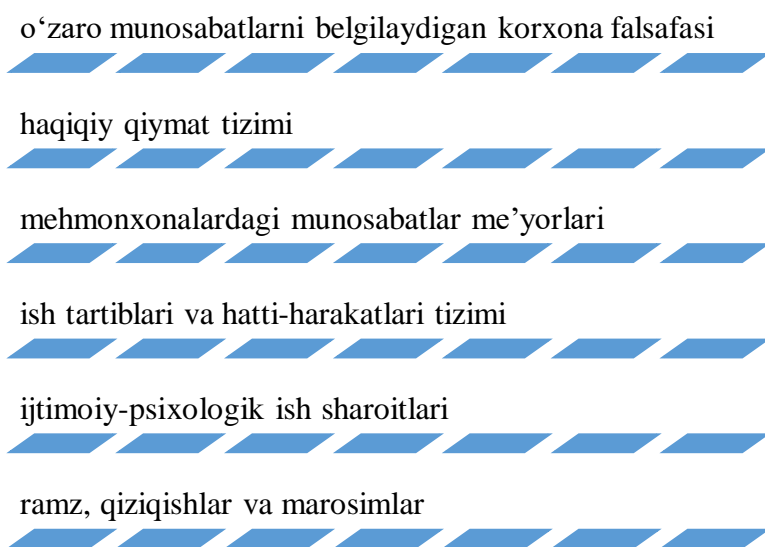 o‘zaro munosabatlarni belgilaydigan korxona falsafasi
haqiqiy qiymat tizimi
mehmonxonalardagi munosabatlar me’yorlari
ish tartiblari va hatti-harakatlari tizimi
ijtimoiy-psixologik ish sharoitlari
ramz, qiziqishlar va marosimlar